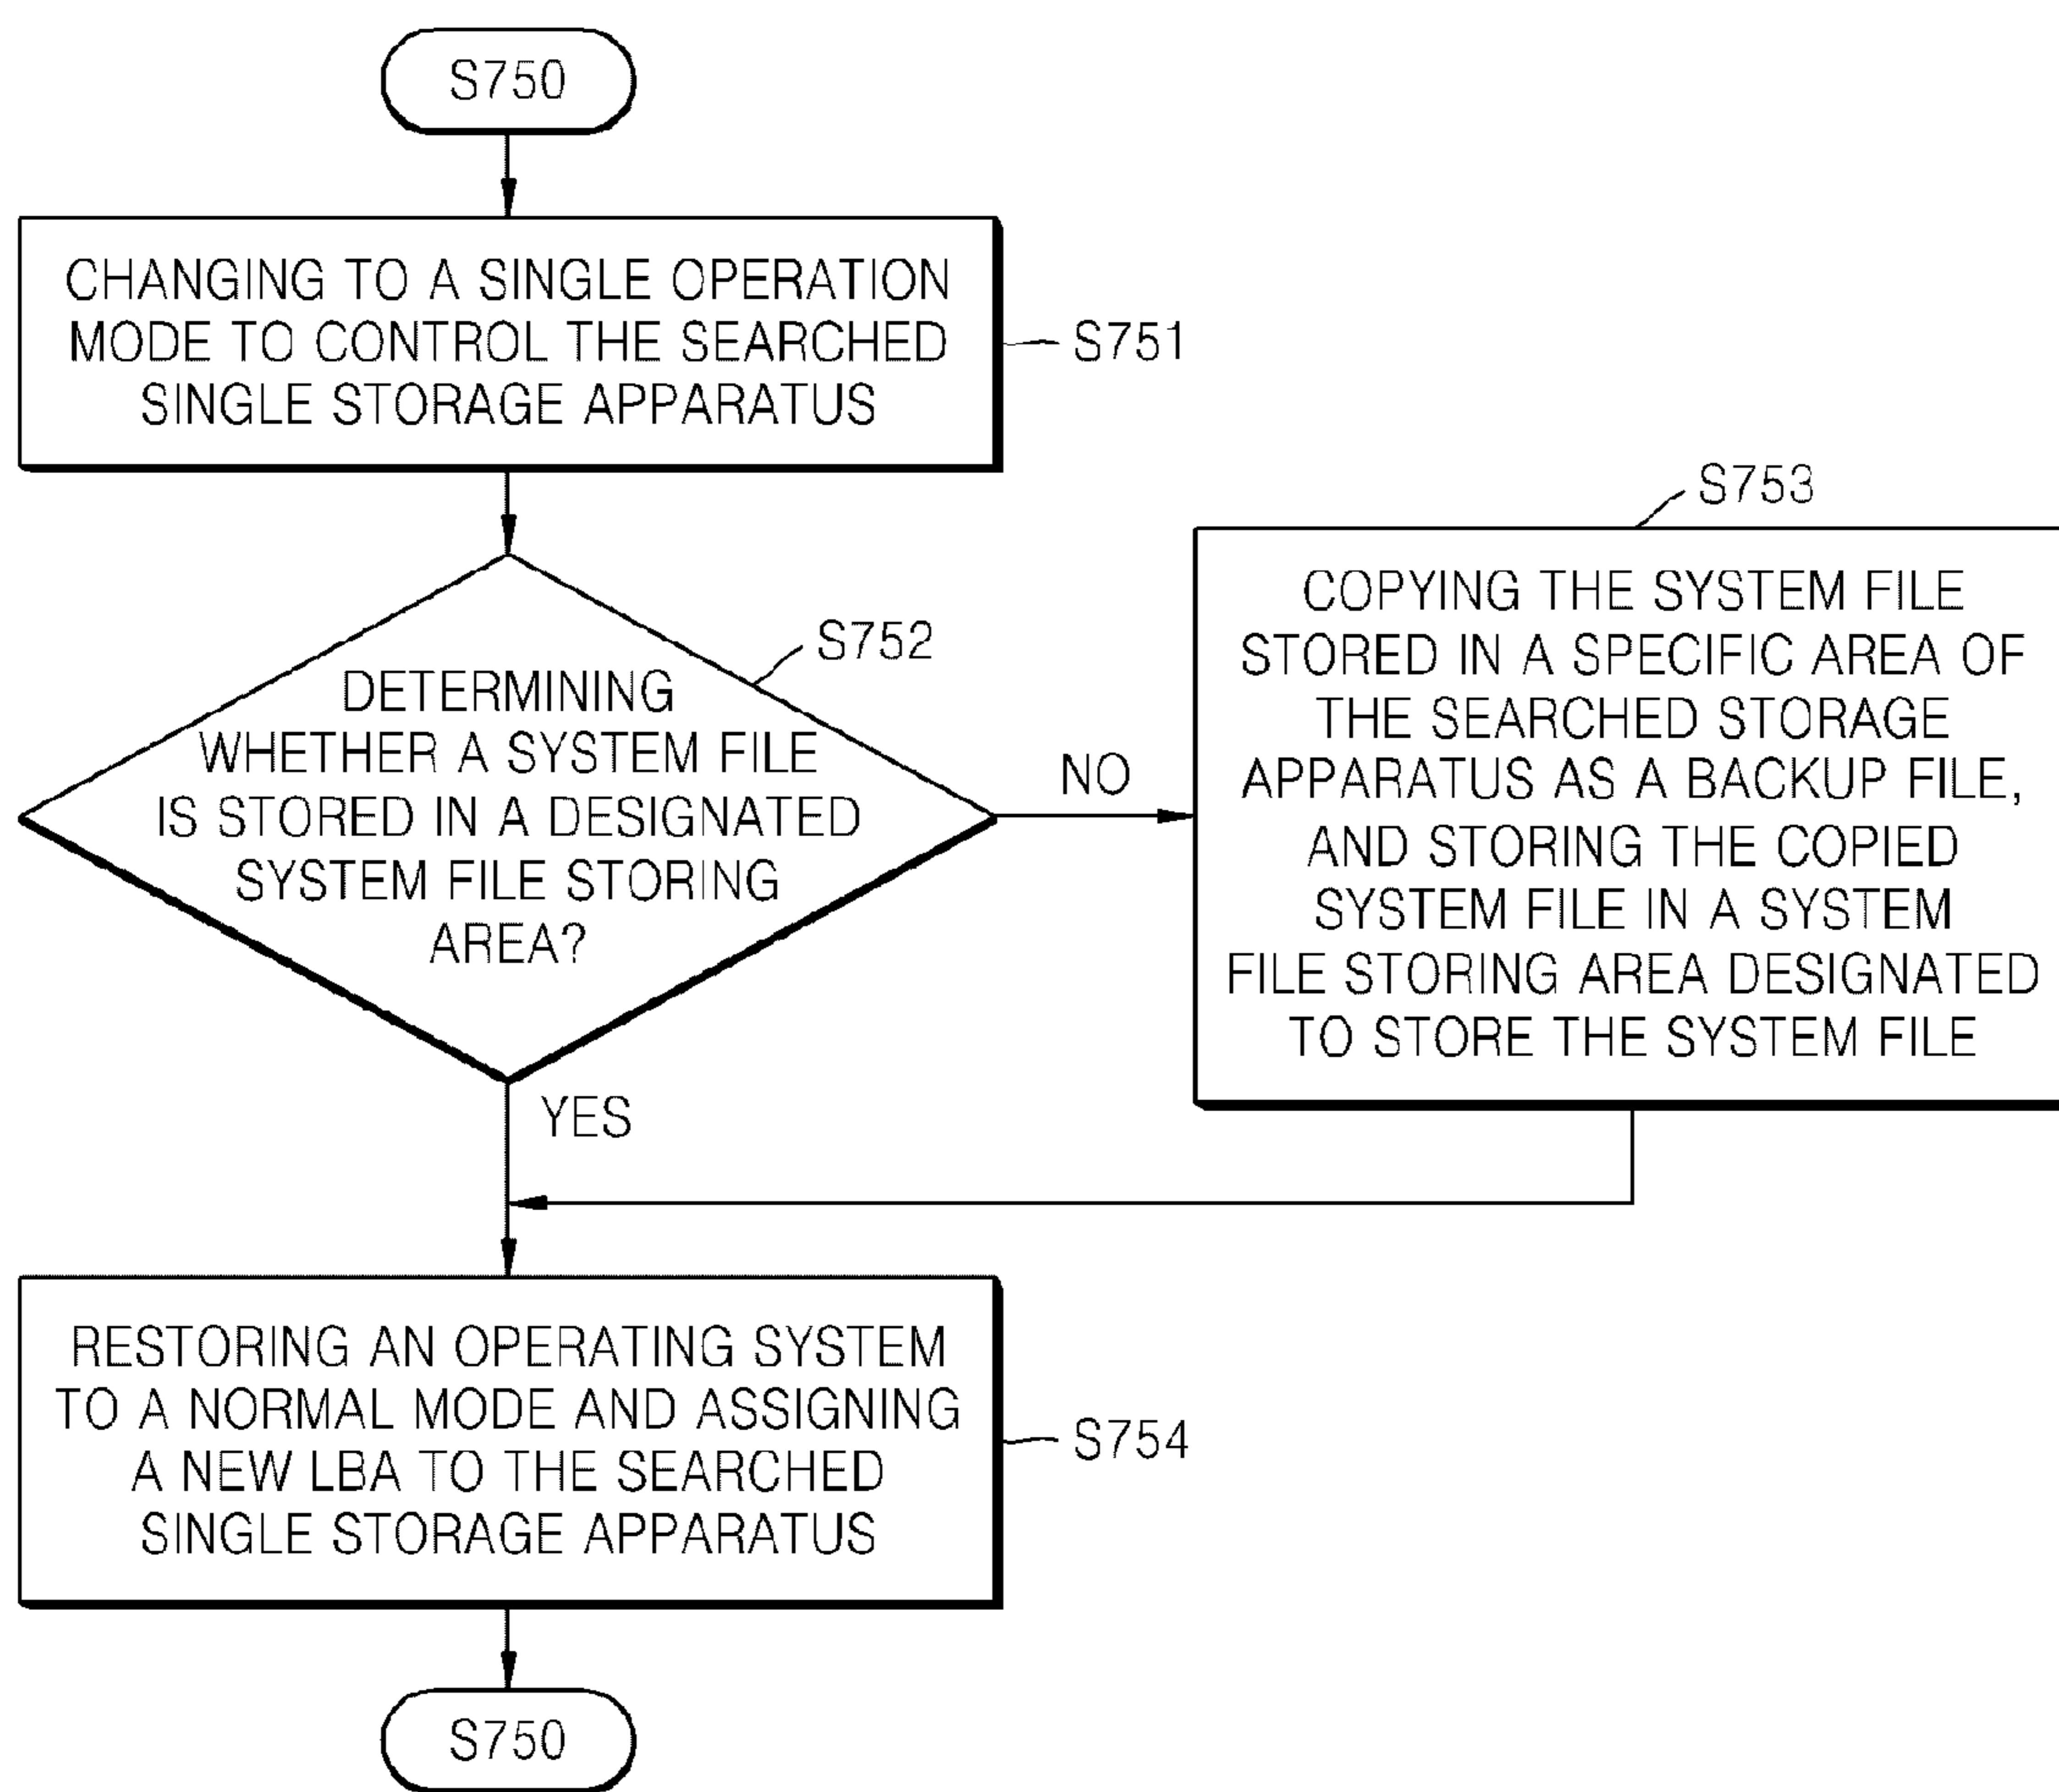 S750
CHANGING TO A SINGLE OPERATION
MODE TO CONTROL THE SEARCHED
SINGLE STORAGE APPARATUS
S751
DETERMINING
WHETHER A SYSTEM FILE
IS STORED IN A DESIGNATED
SYSTEM FILE STORING
AREA?
S752
NO
YES
S753
COPYING THE SYSTEM FILE
STORED IN A SPECIFIC AREA OF
THE SEARCHED STORAGE
APPARATUS AS A BACKUP FILE,
AND STORING THE COPIED
SYSTEM FILE IN A SYSTEM
FILE STORING AREA DESIGNATED
TO STORE THE SYSTEM FILE
RESTORING AN OPERATING SYSTEM
TO A NORMAL MODE AND ASSIGNING
A NEW LBA TO THE SEARCHED
SINGLE STORAGE APPARATUS
S754
S750